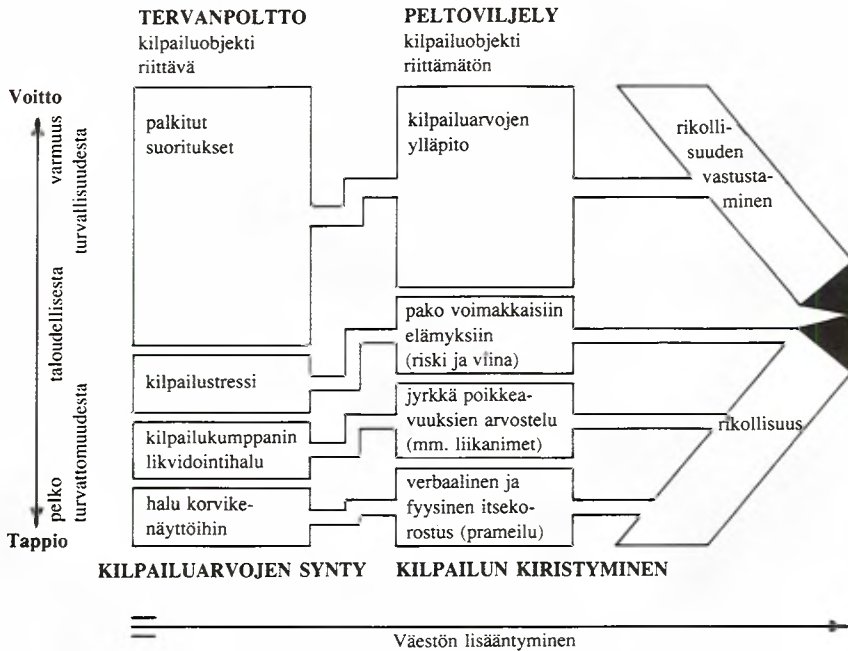 TERVANPOLTTO
kilpailuobjekti
riittävä
PELTOVILJELY
kilpailuobjekti
riittämätön
Voitto
varmuus
turvallisuudesta
taloudellisesta
pelko
turvattomuudesta
Tappio
palkitut
suoritukset
kilpailuarvojen
ylläpito
rikolli-
suuden
vastusta-
minen
kilpailustressi
pako voimakkaisiin
elämyksiin
(riski ja viina)
kilpailukumppanin
likvidointihalu
jyrkkä poikkea-
vuuksien arvostelu
(mm. liikanimet)
rikollisuus
halu korvike-
näyttöihin
verbaalinen ja
fyysinen itseko-
rostus (prameilu)
KILPAILUARVOJEN SYNTY
KILPAILUN KIRISTYMINEN
Väestön lisääntyminen